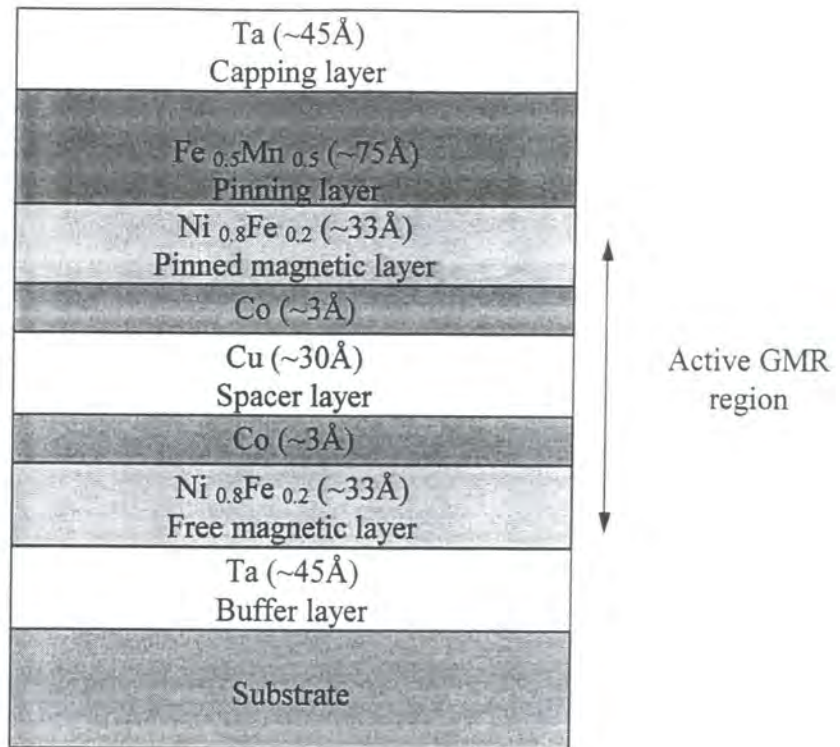 Ta (~45Å)
Capping layer
Fe 0.5Mn 0.5 (~75Å)
Pinning layer
Ni 0.8Fe 0.2 (~33Å)
Pinned magnetic layer
Co (~3Å)
Cu (~30Å)
Spacer layer
Co (~3Å)
Ni 0.8Fe 0.2 (~33Å)
Free magnetic layer
Ta (~45Å)
Buffer layer
Substrate
Active GMR
region